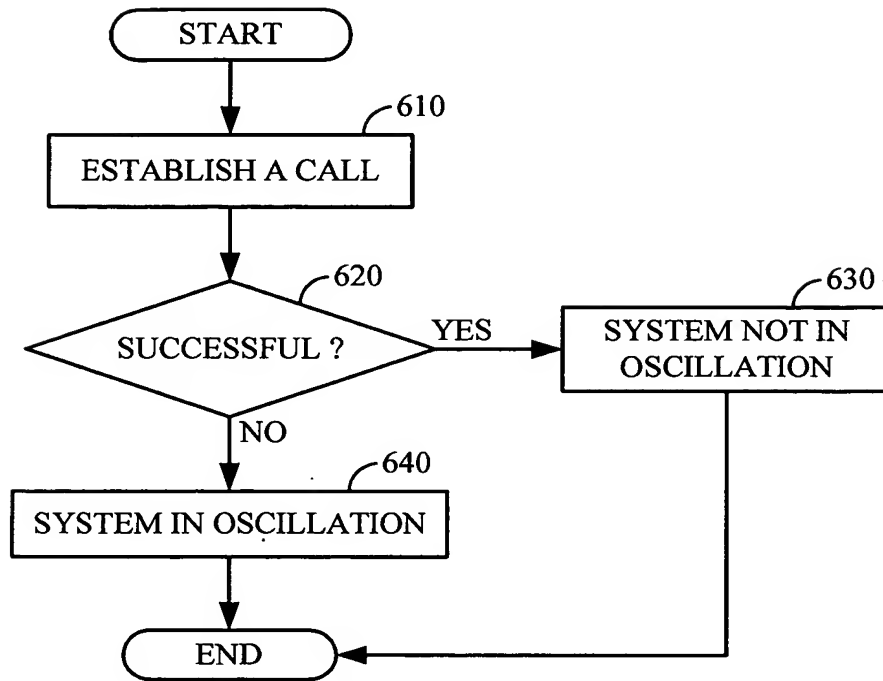 START
610
ESTABLISH A CALL
620
SUCCESSFUL ?
YES
630
SYSTEM NOT IN
OSCILLATION
NO
640
SYSTEM IN OSCILLATION
END